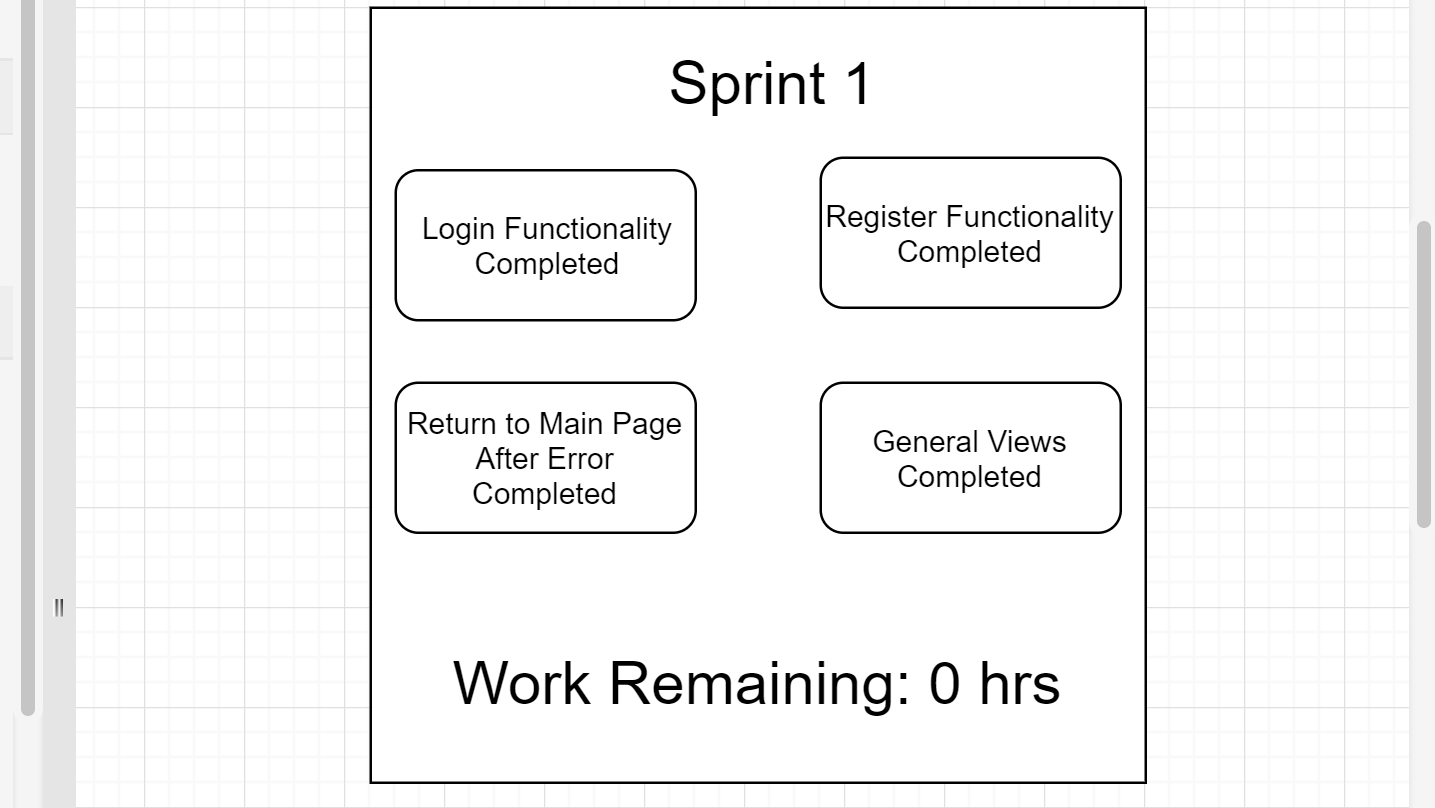 Sprint 1
Login Functionality
Completed
Register Functionality
Completed
Return to Main Page
After Error
Completed
General Views
Completed
Work Remaining: 0 hrs